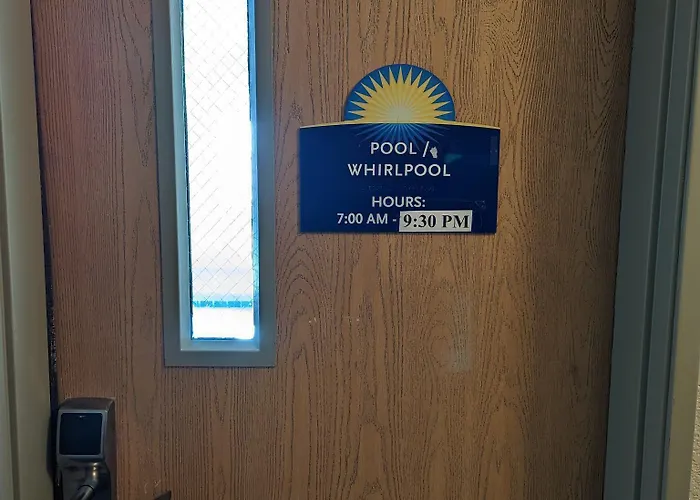 POOL /
WHIRLPOOL
HOURS:
7:00 AM - 9:30 PM